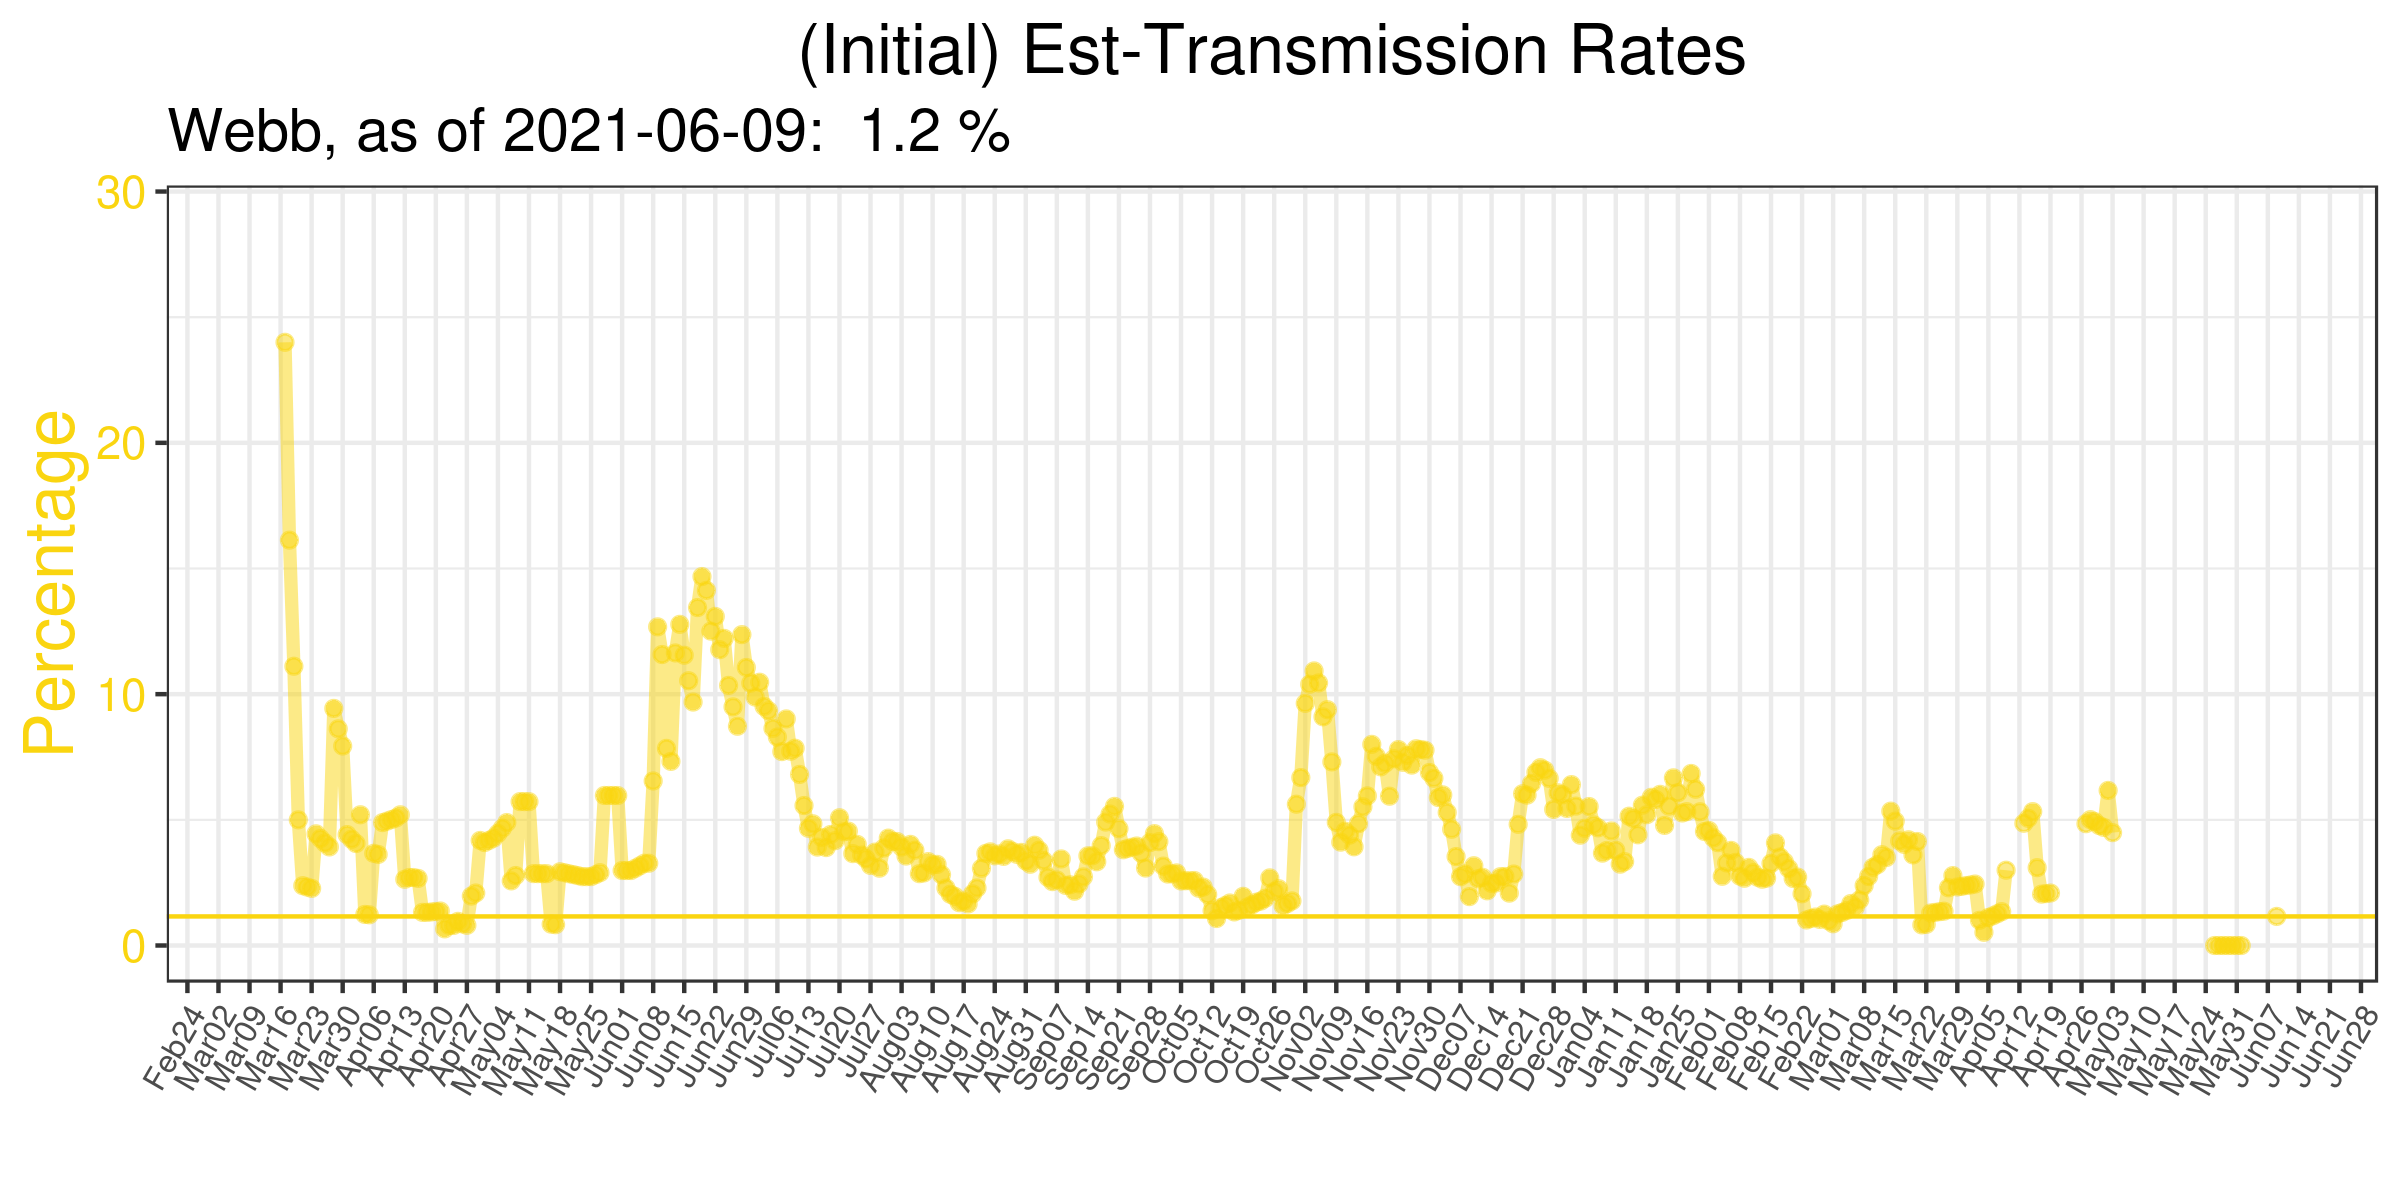 (Initial) Est-Transmission Rates
Webb, as of 2021-06-09:  1.2 %
Percentage
30
20
10
0
Feb24
Mar02
Mar09
Mar16
Mar23
Mar30
Apr06
Apr13
Apr20
Apr27
May04
May11
May18
May25
Jun01
Jun08
Jun15
Jun22
Jun29
Jul06
Jul13
Jul20
Jul27
Aug03
Aug10
Aug17
Aug24
Aug31
Sep07
Sep14
Sep21
Sep28
Oct05
Oct12
Oct19
Oct26
Nov02
Nov09
Nov16
Nov23
Nov30
Dec07
Dec14
Dec21
Dec28
Jan04
Jan11
Jan18
Jan25
Feb01
Feb08
Feb15
Feb22
Mar01
Mar08
Mar15
Mar22
Mar29
Apr05
Apr12
Apr19
Apr26
May03
May10
May17
May24
May31
Jun07
Jun14
Jun21
Jun28